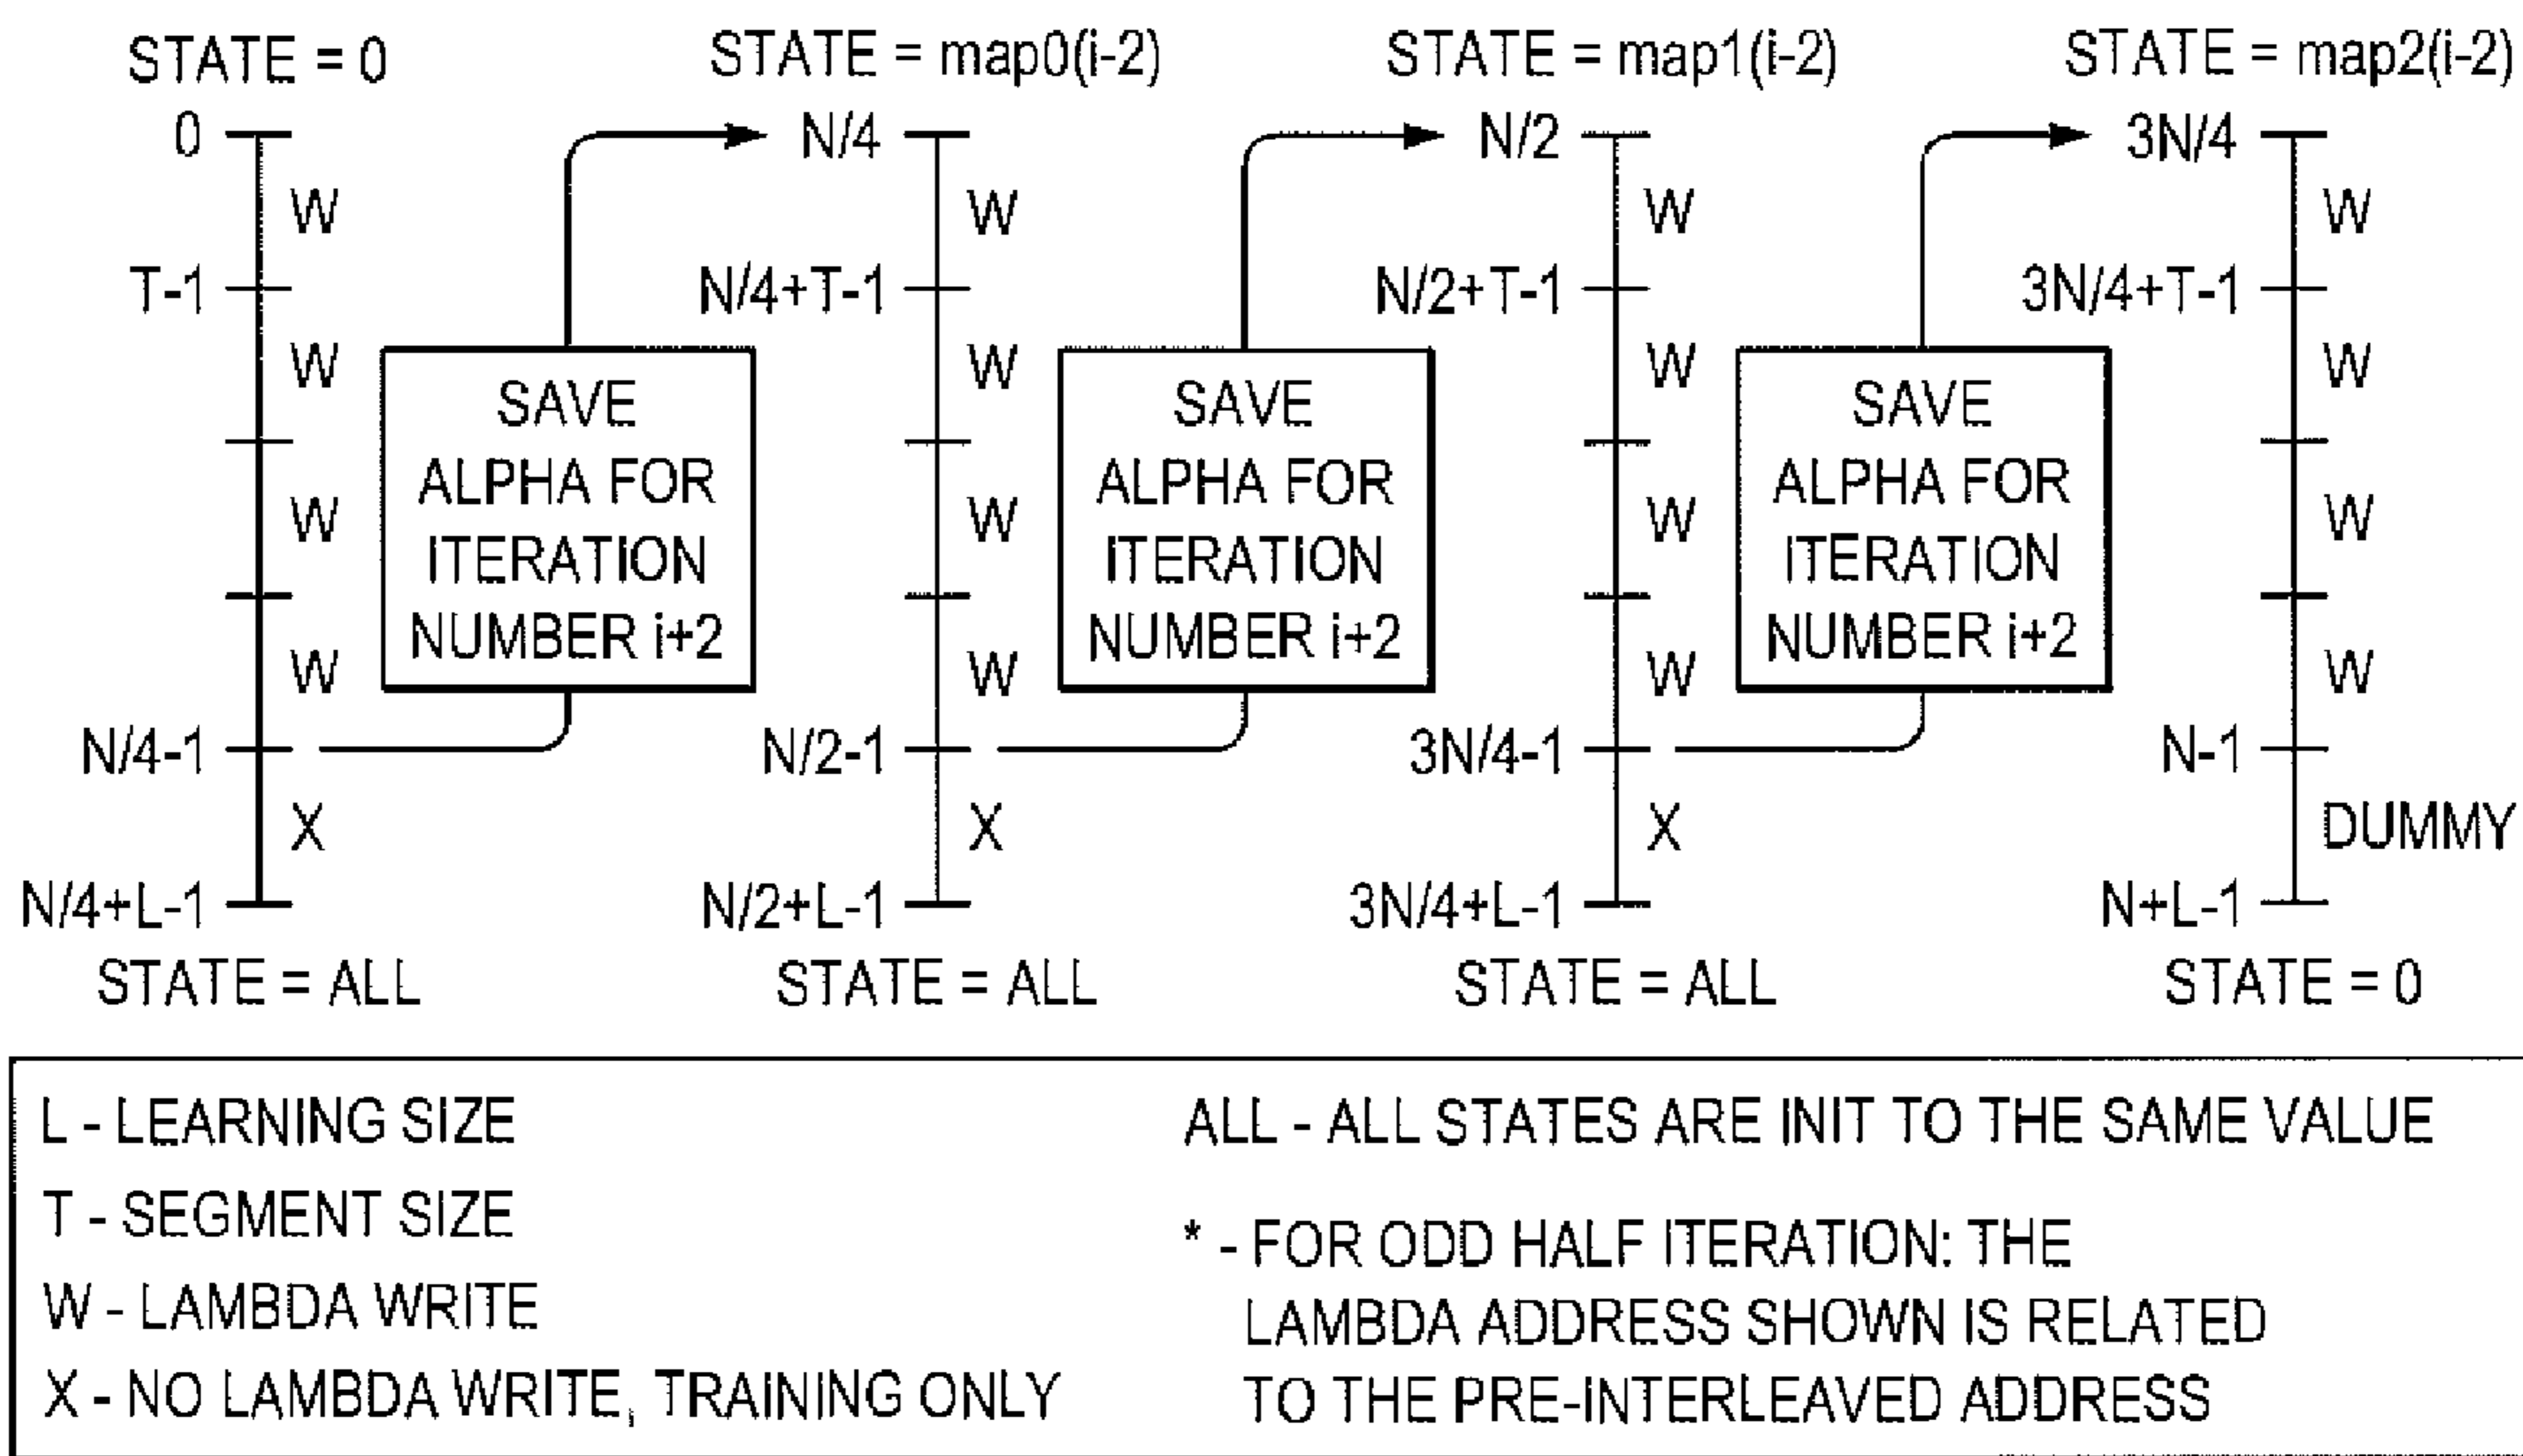 STATE = 0
STATE = map0(i-2)
STATE = map1(i-2)
STATE = map2(i-2)
0
N/4
N/2
3N/4
W
W
W
W
T-1
N/4+T-1
N/2+T-1
3N/4+T-1
W
W
W
W
SAVE
ALPHA FOR
ITERATION
NUMBER i+2
SAVE
ALPHA FOR
ITERATION
NUMBER i+2
SAVE
ALPHA FOR
ITERATION
NUMBER i+2
W
W
W
W
W
W
W
W
N/4-1
N/2-1
3N/4-1
N-1
X
X
X
DUMMY
N/4+L-1
N/2+L-1
3N/4+L-1
N+L-1
STATE = ALL
STATE = ALL
STATE = ALL
STATE = 0
L - LEARNING SIZE
T - SEGMENT SIZE
W - LAMBDA WRITE
X - NO LAMBDA WRITE, TRAINING ONLY
ALL - ALL STATES ARE INIT TO THE SAME VALUE
* - FOR ODD HALF ITERATION: THE
LAMBDA ADDRESS SHOWN IS RELATED
TO THE PRE-INTERLEAVED ADDRESS